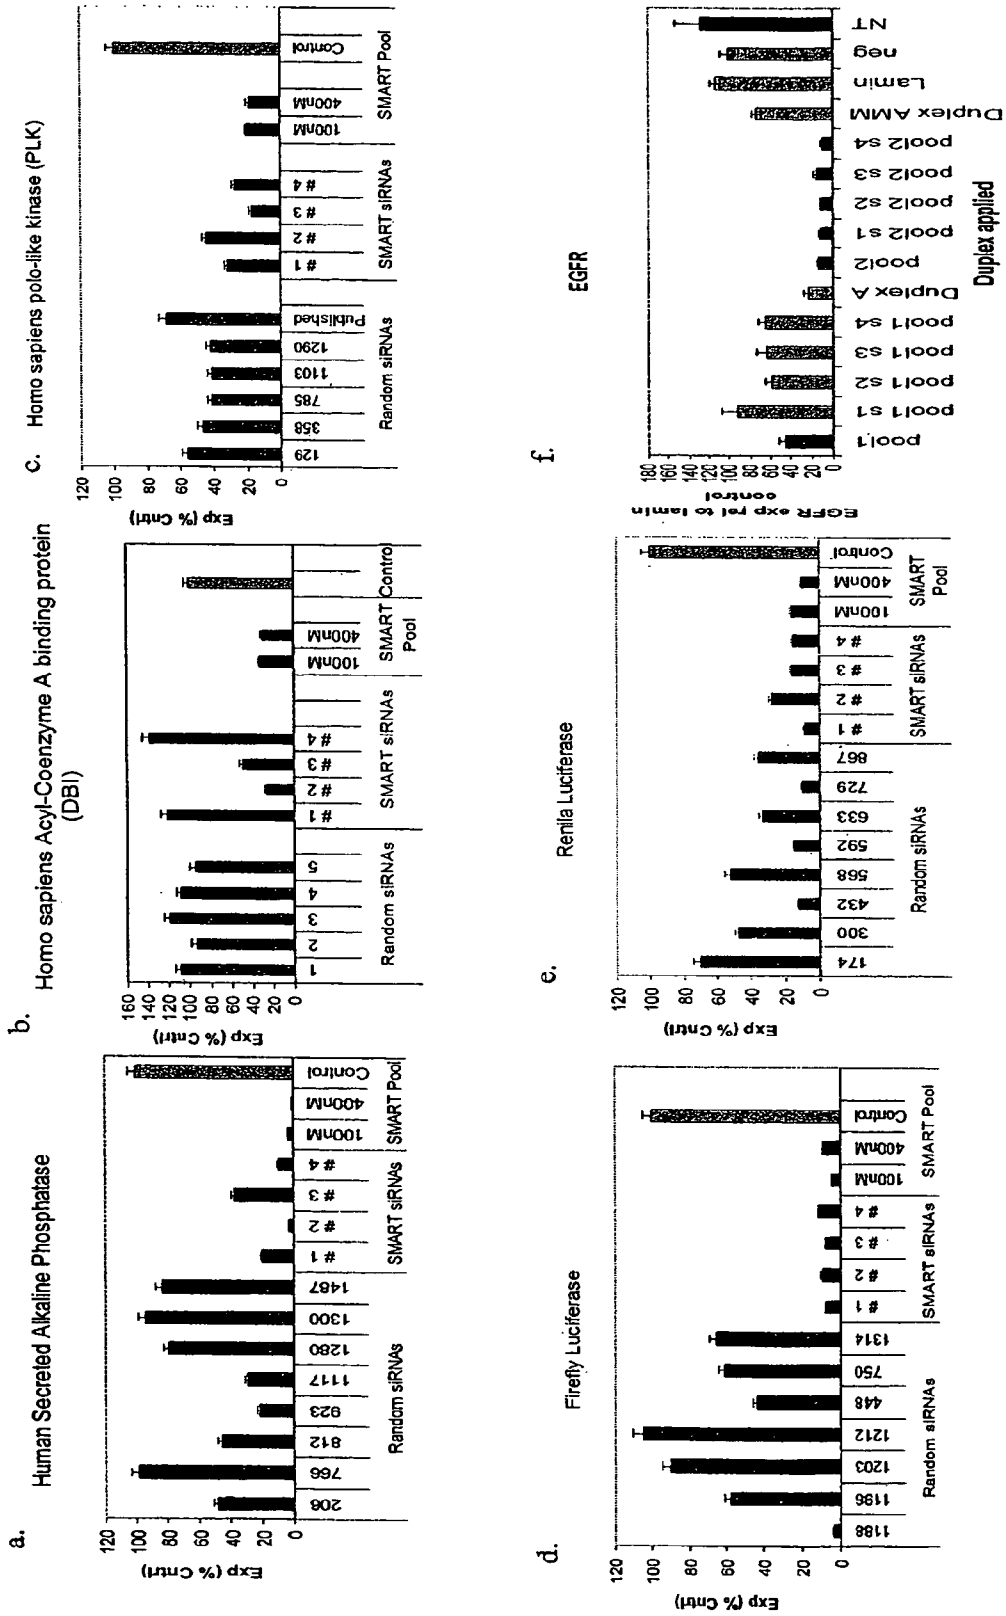 a.
Human Secreted Alkaline Phosphatase
Exp (% Cntrl)
120
100
80
60
40
20
0
206
766
812
923
1117
1280
1300
1487
# 1
# 2
# 3
# 4
100nM
400nM
Control
Random siRNAs
SMART siRNAs
SMART Pool
b.
Homo sapiens Acyl-Coenzyme A binding protein
(DBI)
Exp (% Cntrl)
160
140
120
100
80
60
40
20
0
1
2
3
4
5
# 1
# 2
# 3
# 4
100nM
400nM
Random siRNAs
SMART siRNAs
SMART
Pool
Control
c.
Homo sapiens polo-like kinase (PLK)
Exp (% Cntrl)
120
100
80
60
40
20
0
129
358
785
1103
1290
Published
# 1
# 2
# 3
# 4
100nM
400nM
Control
Random siRNAs
SMART siRNAs
SMART Pool
d.
Firefly Luciferase
Exp (% Cntrl)
120
100
80
60
40
20
0
1188
1196
1203
1212
448
750
1314
# 1
# 2
# 3
# 4
100nM
400nM
Control
Random siRNAs
SMART siRNAs
SMART Pool
e.
Renila Luciferase
Exp (% Cntrl)
120
100
80
60
40
20
0
174
300
432
568
592
633
729
867
# 1
# 2
# 3
# 4
100nM
400nM
Control
Random siRNAs
SMART siRNAs
SMART
Pool
f.
EGFR
EGFR exp rel to lamin
control
180
160
140
120
100
80
60
40
20
0
pool1
pool1 s1
pool1 s2
pool1 s3
pool1 s4
Duplex A
pool2
pool2 s1
pool2 s2
pool2 s3
pool2 s4
Duplex AMM
Lamin
neg
NT
Duplex applied